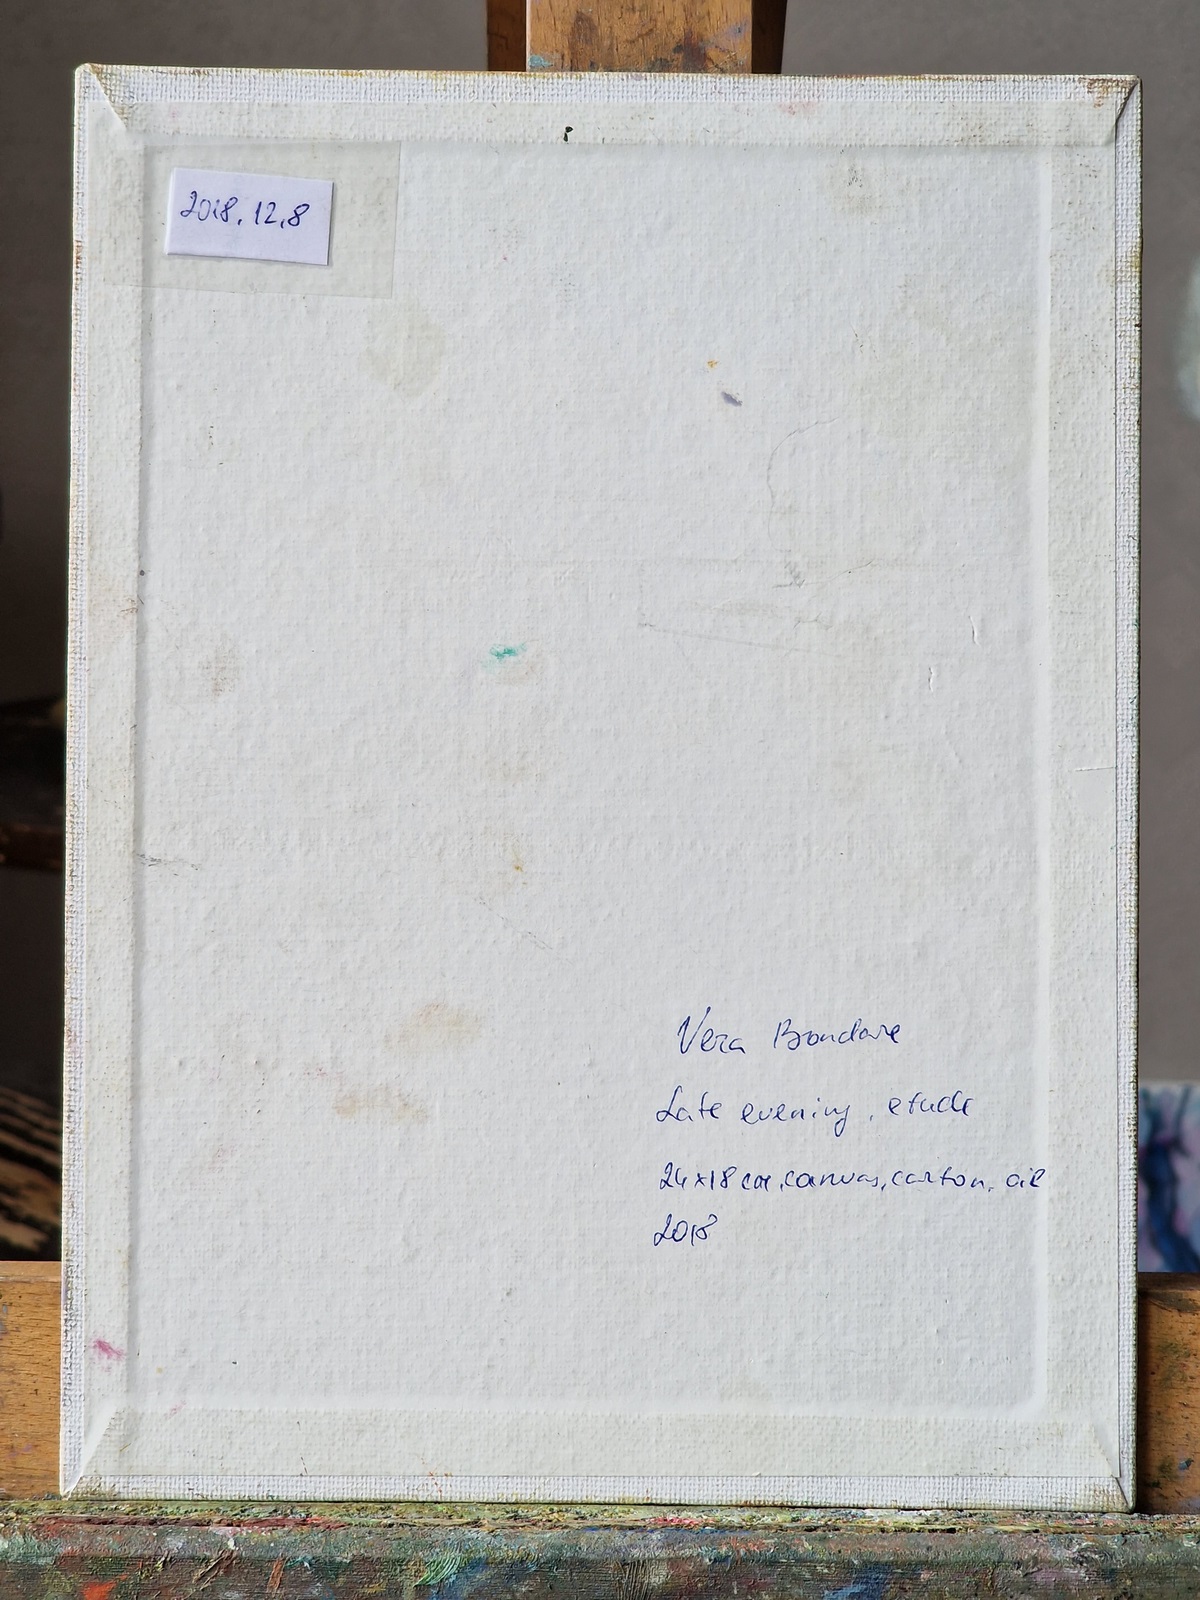 2018.12.8
Vera Bondare
Late evening, etude
24x18 cm, canvas, carton, oil
2018